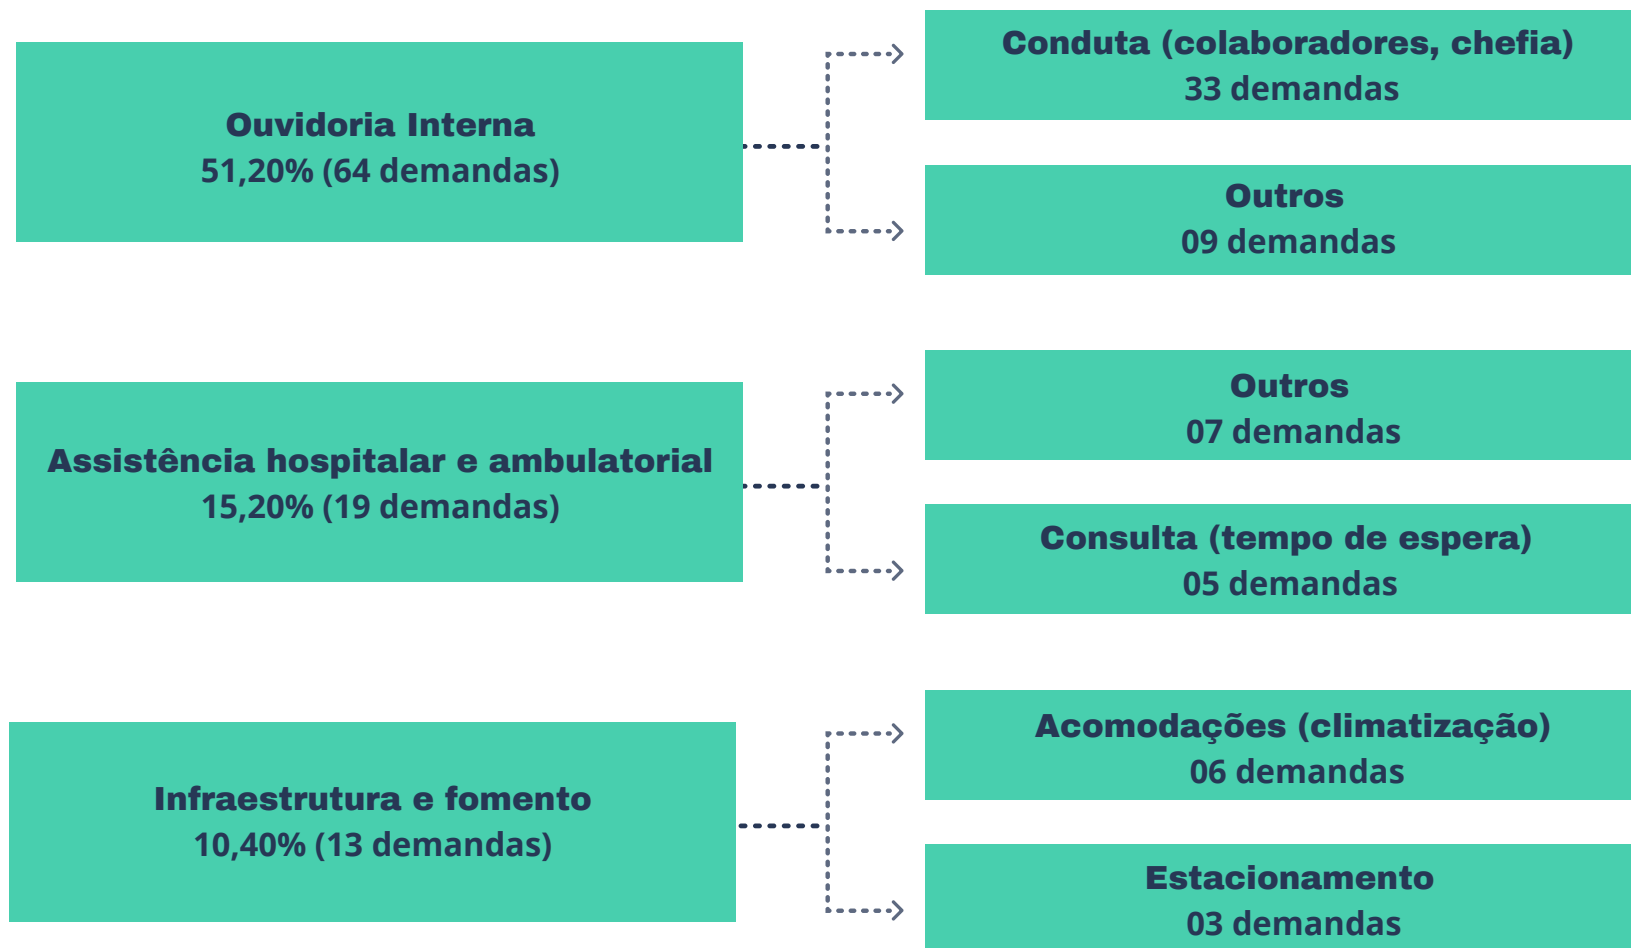 Ouvidoria Interna
51,20% (64 demandas)
Conduta (colaboradores, chefia)
33 demandas
Outros
09 demandas
Assistência hospitalar e ambulatorial
15,20% (19 demandas)
Outros
07 demandas
Consulta (tempo de espera)
05 demandas
Infraestrutura e fomento
10,40% (13 demandas)
Acomodações (climatização)
06 demandas
Estacionamento
03 demandas